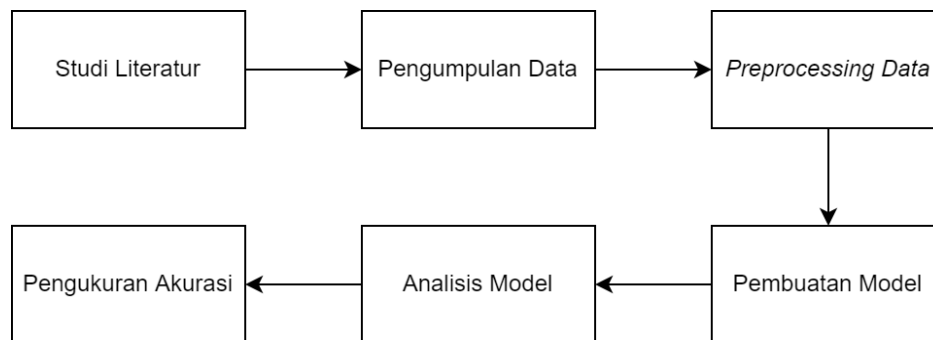 Studi Literatur
Pengumpulan Data
Preprocessing Data
Pembuatan Model
Analisis Model
Pengukuran Akurasi